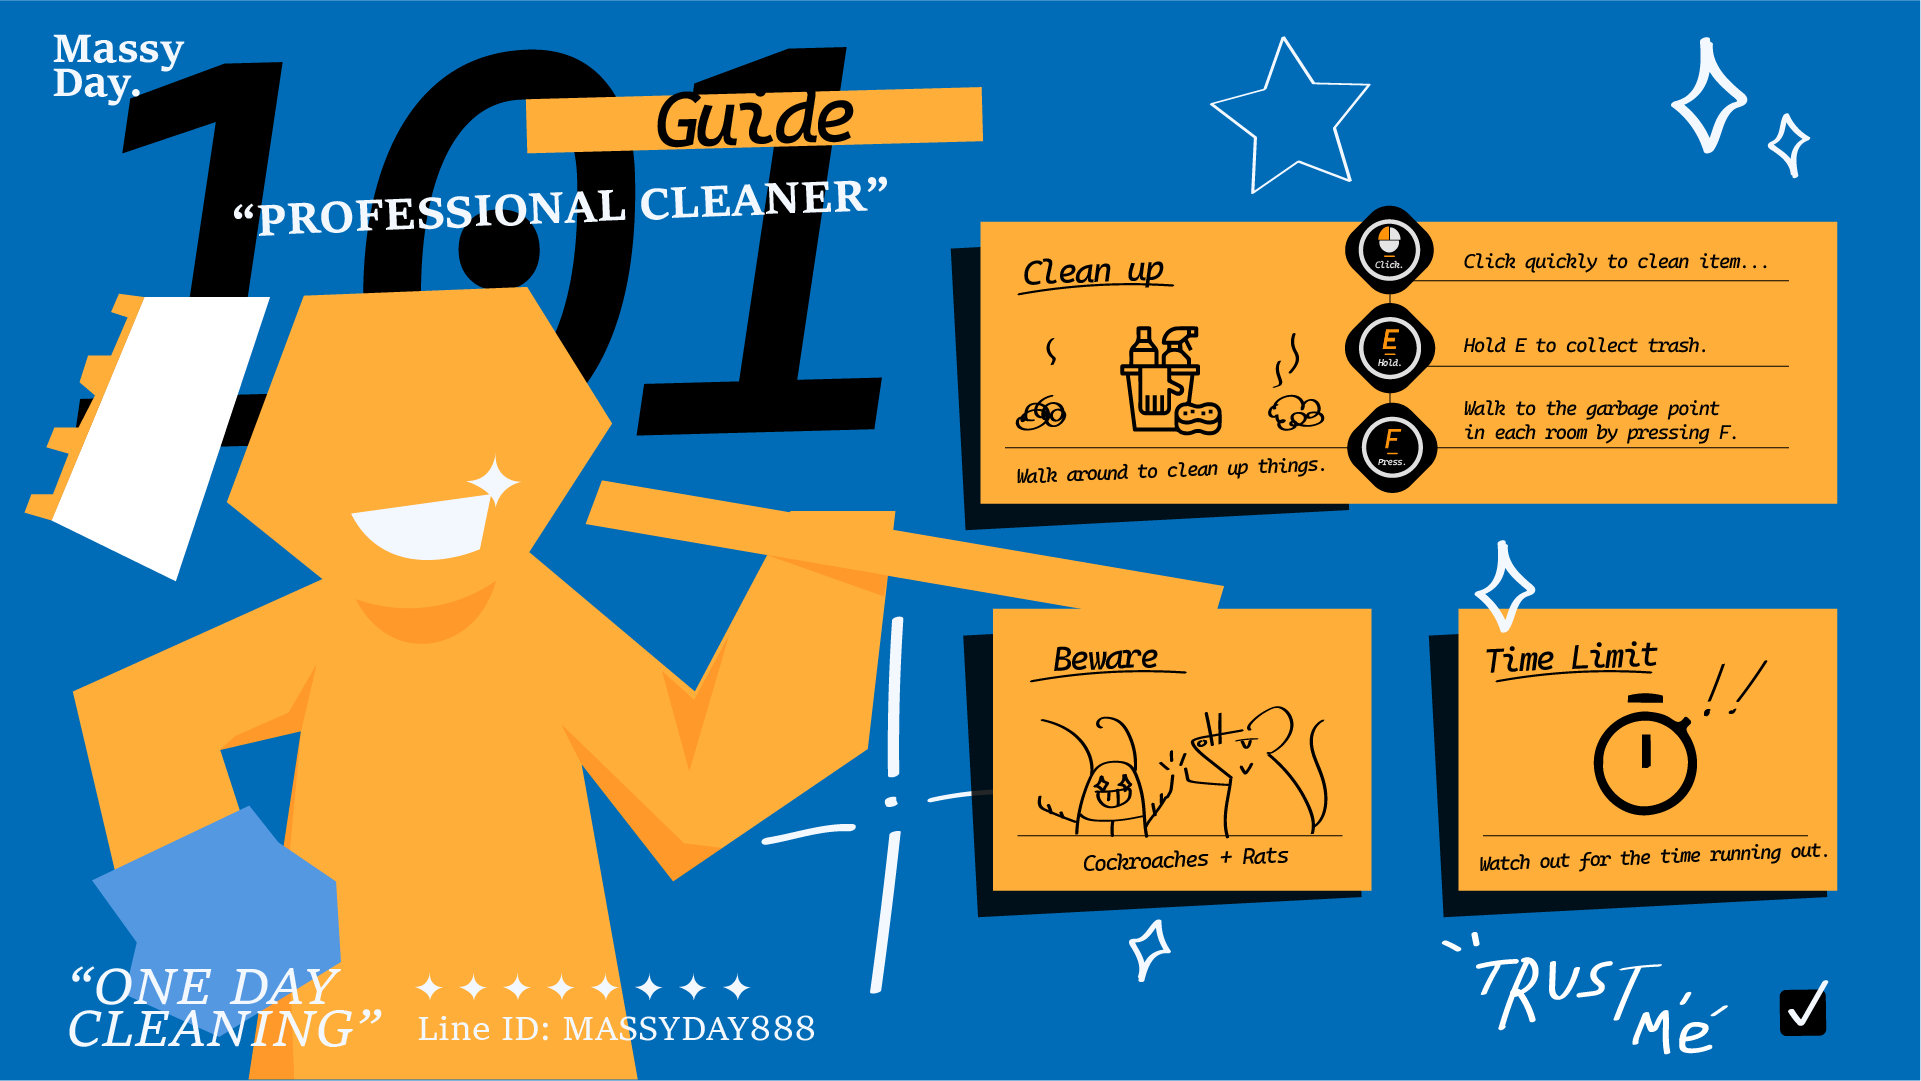 Massy
Day.
101
Guide
“PROFESSIONAL CLEANER”
Clean up
Walk around to clean up things.
Click.
Click quickly to clean item...
E
Hold.
Hold E to collect trash.
F
Press.
Walk to the garbage point
in each room by pressing F.
Beware
Cockroaches + Rats
Time Limit
!!
Watch out for the time running out.
“ONE DAY
CLEANING”
Line ID: MASSYDAY888
TRUST
Me